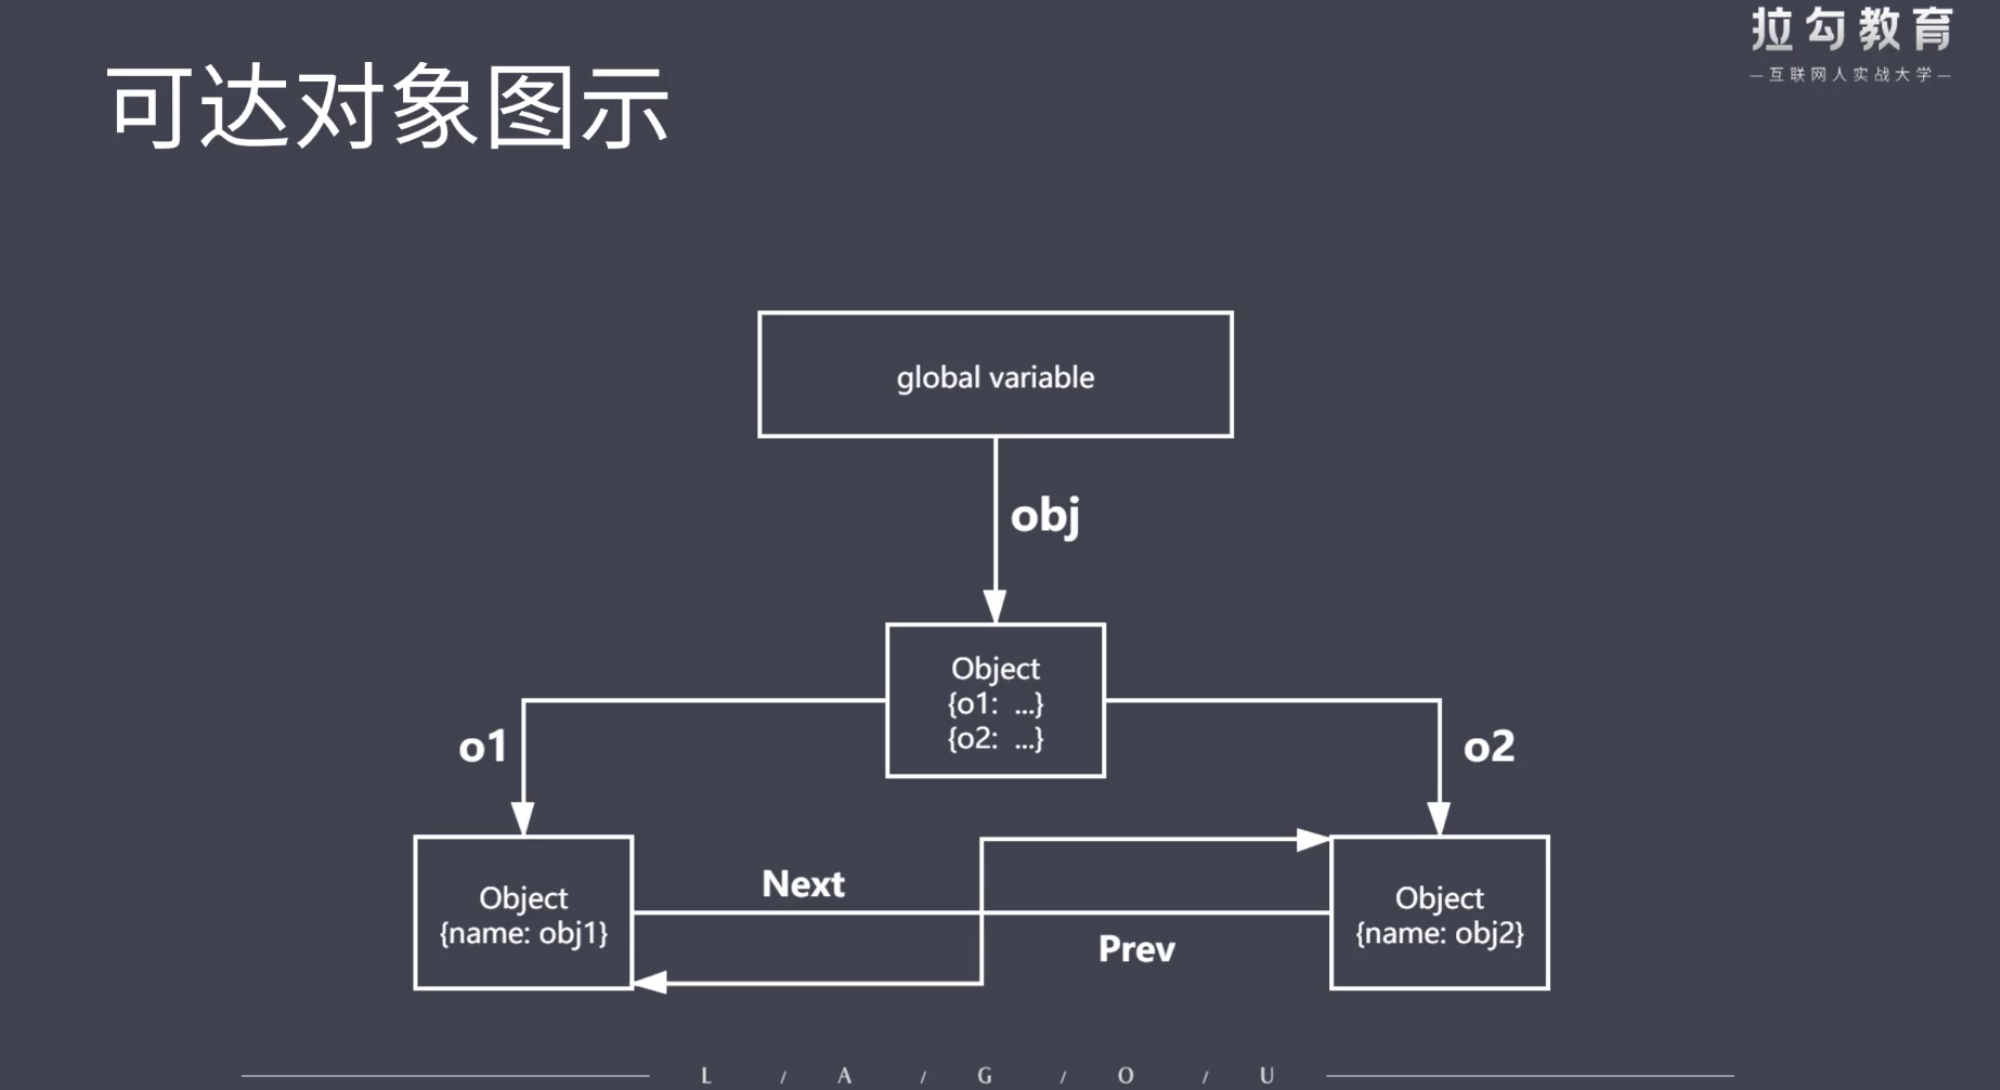 拉勾教育
—互联网人实战大学—
可达对象图示
global variable
obj
Object
{o1:  ...}
{o2:  ...}
o1
o2
Next
Prev
Object
{name: obj1}
Object
{name: obj2}
L / A / G / O / U